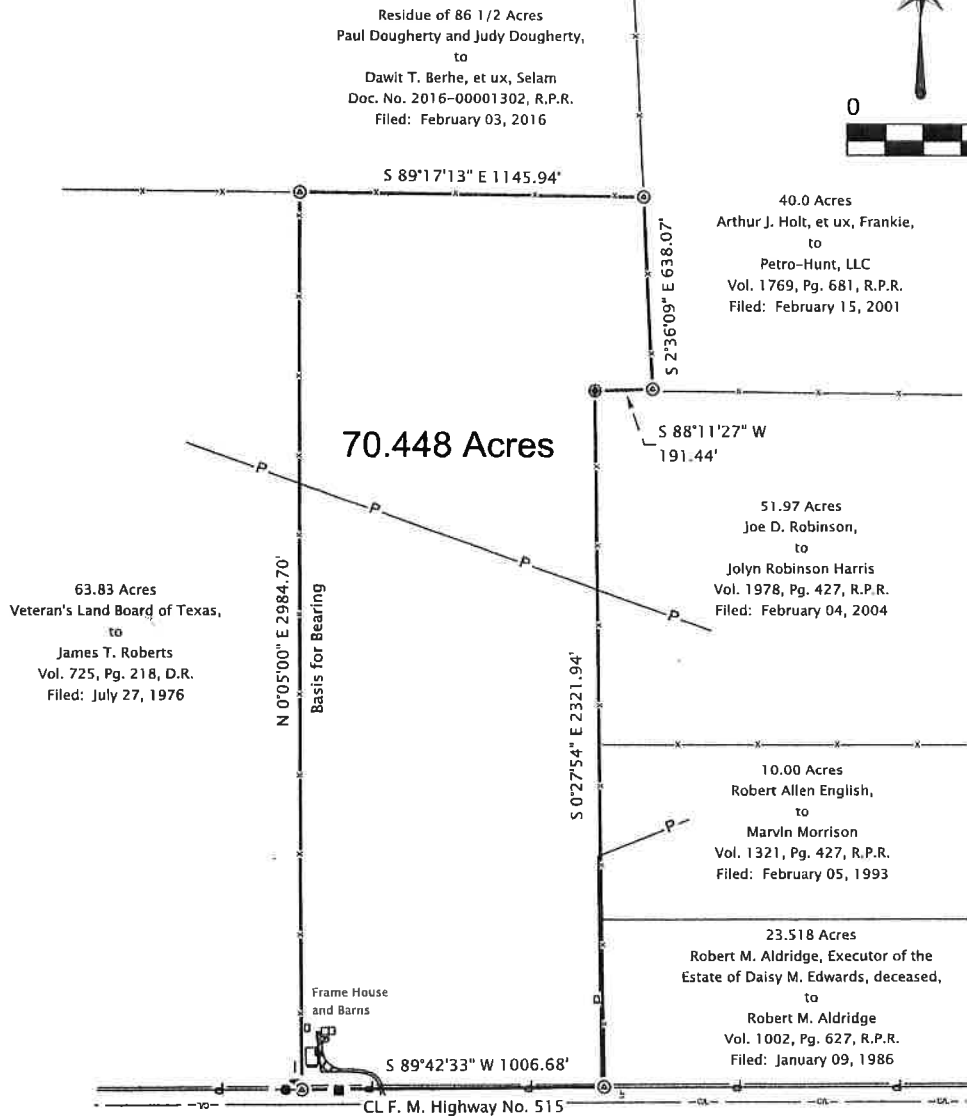 Residue of 86 1/2 Acres
Paul Dougherty and Judy Dougherty,
to
Dawit T. Berhe, et ux, Selam
Doc. No. 2016-00001302, R.P.R.
Filed: February 03, 2016
0
S 89°17'13" E 1145.94'
40.0 Acres
Arthur J. Holt, et ux, Frankie,
to
Petro-Hunt, LLC
Vol. 1769, Pg. 681, R.P.R.
Filed: February 15, 2001
S 2°36'09" E 638.07'
S 88°11'27" W
191.44'
70.448 Acres
P
P
P
P
51.97 Acres
Joe D. Robinson,
to
Jolyn Robinson Harris
Vol. 1978, Pg. 427, R.P.R.
Filed: February 04, 2004
63.83 Acres
Veteran's Land Board of Texas,
to
James T. Roberts
Vol. 725, Pg. 218, D.R.
Filed: July 27, 1976
N 0°05'00" E 2984.70'
Basis for Bearing
S 0°27'54" E 2321.94'
10.00 Acres
Robert Allen English,
to
Marvin Morrison
Vol. 1321, Pg. 427, R.P.R.
Filed: February 05, 1993
P
23.518 Acres
Robert M. Aldridge, Executor of the
Estate of Daisy M. Edwards, deceased,
to
Robert M. Aldridge
Vol. 1002, Pg. 627, R.P.R.
Filed: January 09, 1986
Frame House
and Barns
S 89°42'33" W 1006.68'
CL F. M. Highway No. 515